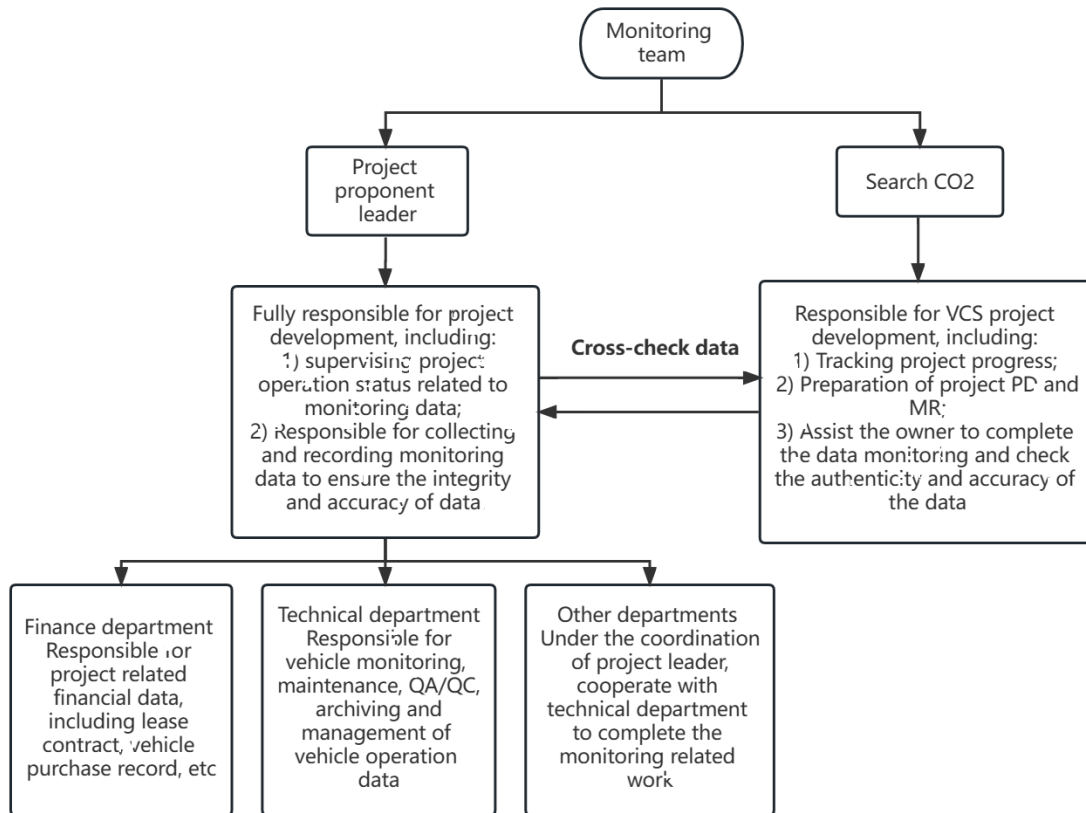 Monitoring
team
Project
proponent
leader
Search CO2
Fully responsible for project
development, including:
1) supervising project
operation status related to
monitoring data;
2) Responsible for collecting
and recording monitoring
data to ensure the integrity
and accuracy of data
Cross-check data
Responsible for VCS project
development, including:
1) Tracking project progress;
2) Preparation of project PD and
MR;
3) Assist the owner to complete
the data monitoring and check
the authenticity and accuracy of
the data
Finance department
Responsible for
project related
financial data,
including lease
contract, vehicle
purchase record, etc
Technical department
Responsible for
vehicle monitoring,
maintenance, QA/QC,
archiving and
management of
vehicle operation
data
Other departments
Under the coordination
of project leader,
cooperate with
technical department
to complete the
monitoring related
work